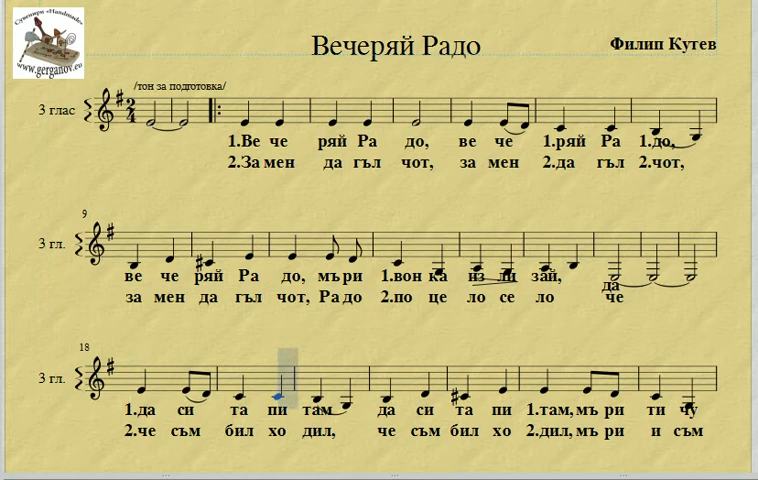 Сувенири «Handmade»
www.gerganov.eu
Вечеряй Радо
Филип Кутев
/тон за подготовка/
3 глас
1.Ве че ряй Ра до, ве че 1.ряй Ра 1.до,
2.За мен да гъл чот, за мен 2.да гъл 2.чот,
9
3 гл.
ве че ряй Ра до, мъ ри 1.вон ка из ли зай, да
за мен да гъл чот, Ра до 2.по це ло се ло че
18
3 гл.
1.да си та пи там да си та пи 1.там, мъ ри ти чу
2.че съм бил хо дил, че съм бил хо 2.дил, мъ ри и съм